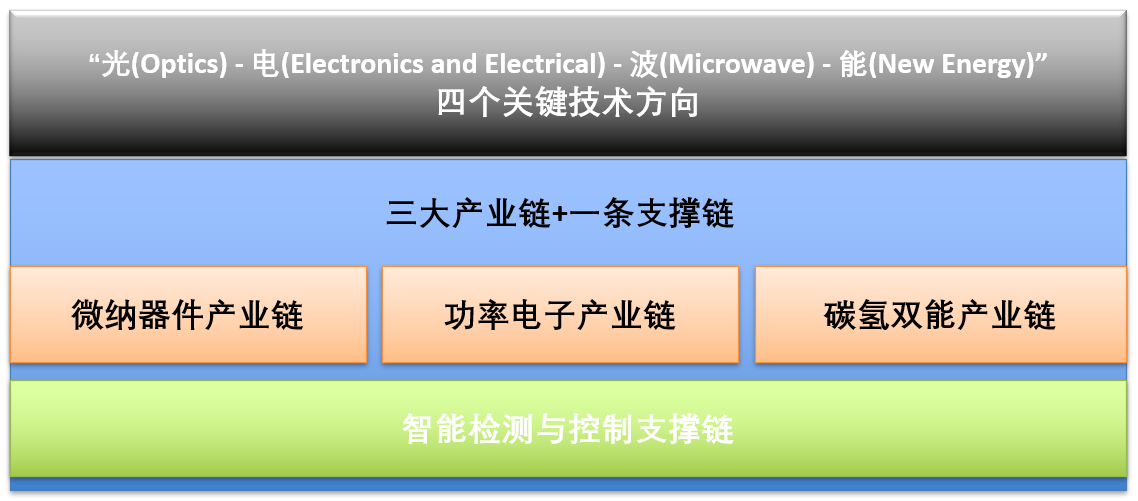 “光(Optics) - 电(Electronics and Electrical) - 波(Microwave) - 能(New Energy)”
四个关键技术方向
三大产业链+一条支撑链
微纳器件产业链
功率电子产业链
碳氢双能产业链
智能检测与控制支撑链